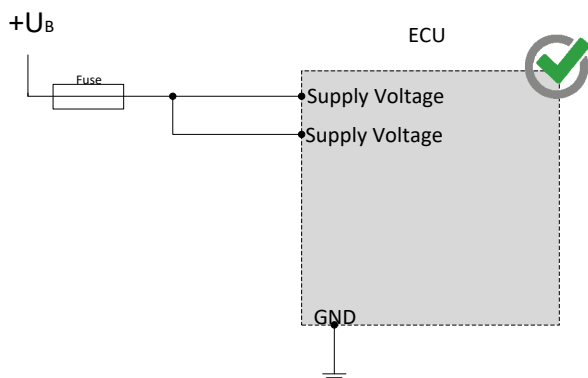 +UB
ECU
Fuse
Supply Voltage
Supply Voltage
GND